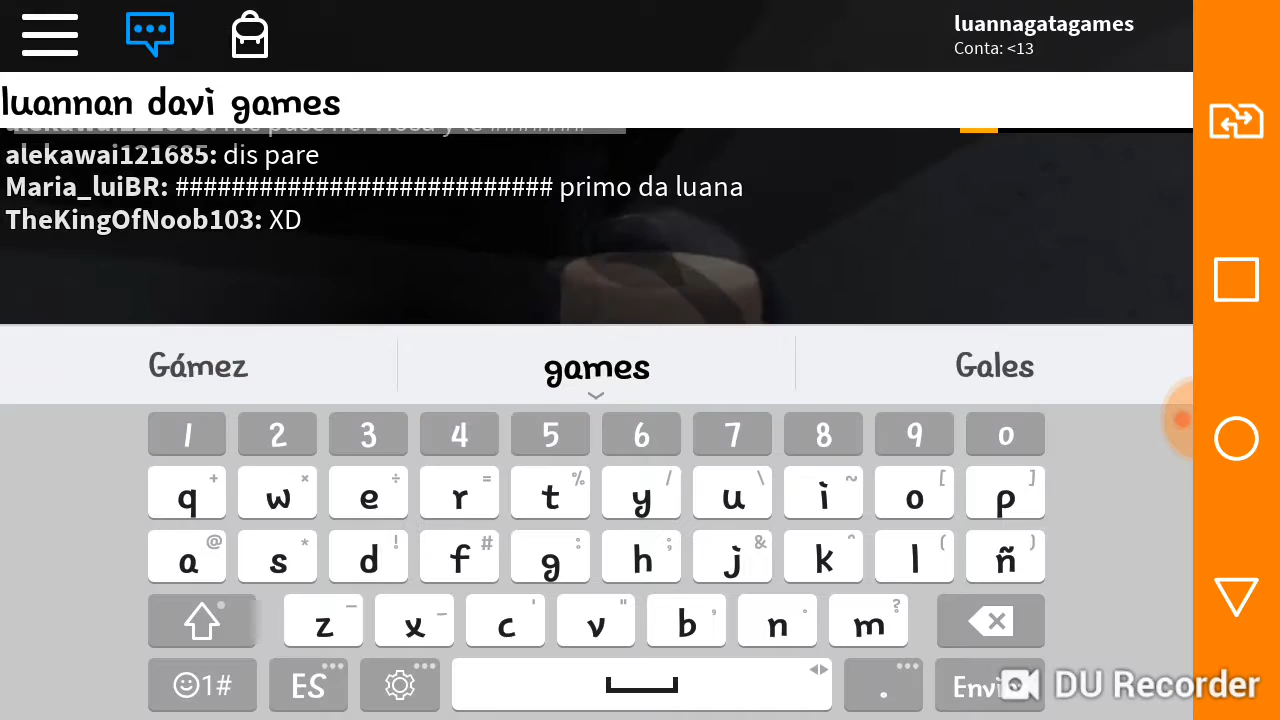 luannagatagames
Conta: <13
luannan davi games
alekawai121685: dis pare
Maria_luiBR: ########################### primo da luana
TheKingOfNoob103: XD
Gámez games Gales
1 2 3 4 5 6 7 8 9 0
q + w × e ÷ r = t % y / u \ i ~ o [ p ]
a @ s * d ! f # g : h ; j & k ^ l ( ñ )
z – x _ c ' v " b , n . m ?
☺1# ES ... ... . ...
DU Recorder